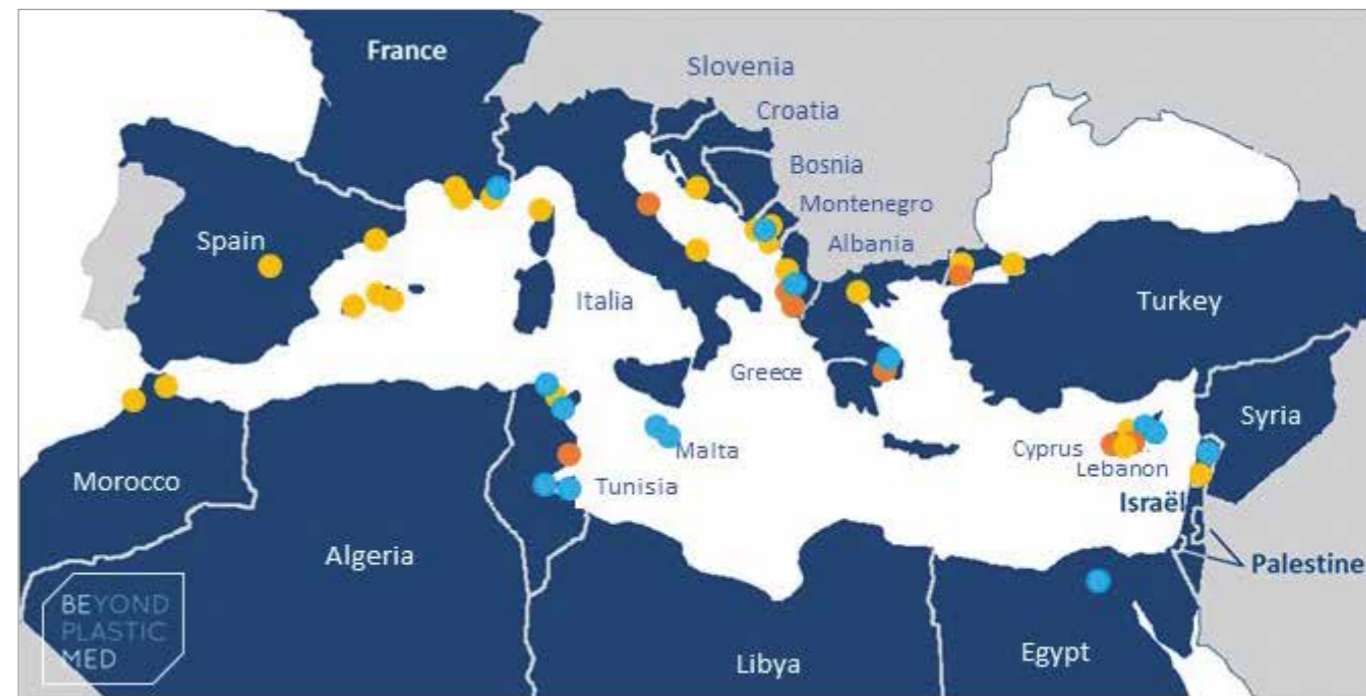 France
Slovenia
Croatia
Bosnia
Montenegro
Albania
Spain
Italia
Turkey
Greece
Syria
Cyprus
Malta
Lebanon
Morocco
Tunisia
Israël
Algeria
Palestine
BEYOND
PLASTIC
MED
Libya
Egypt